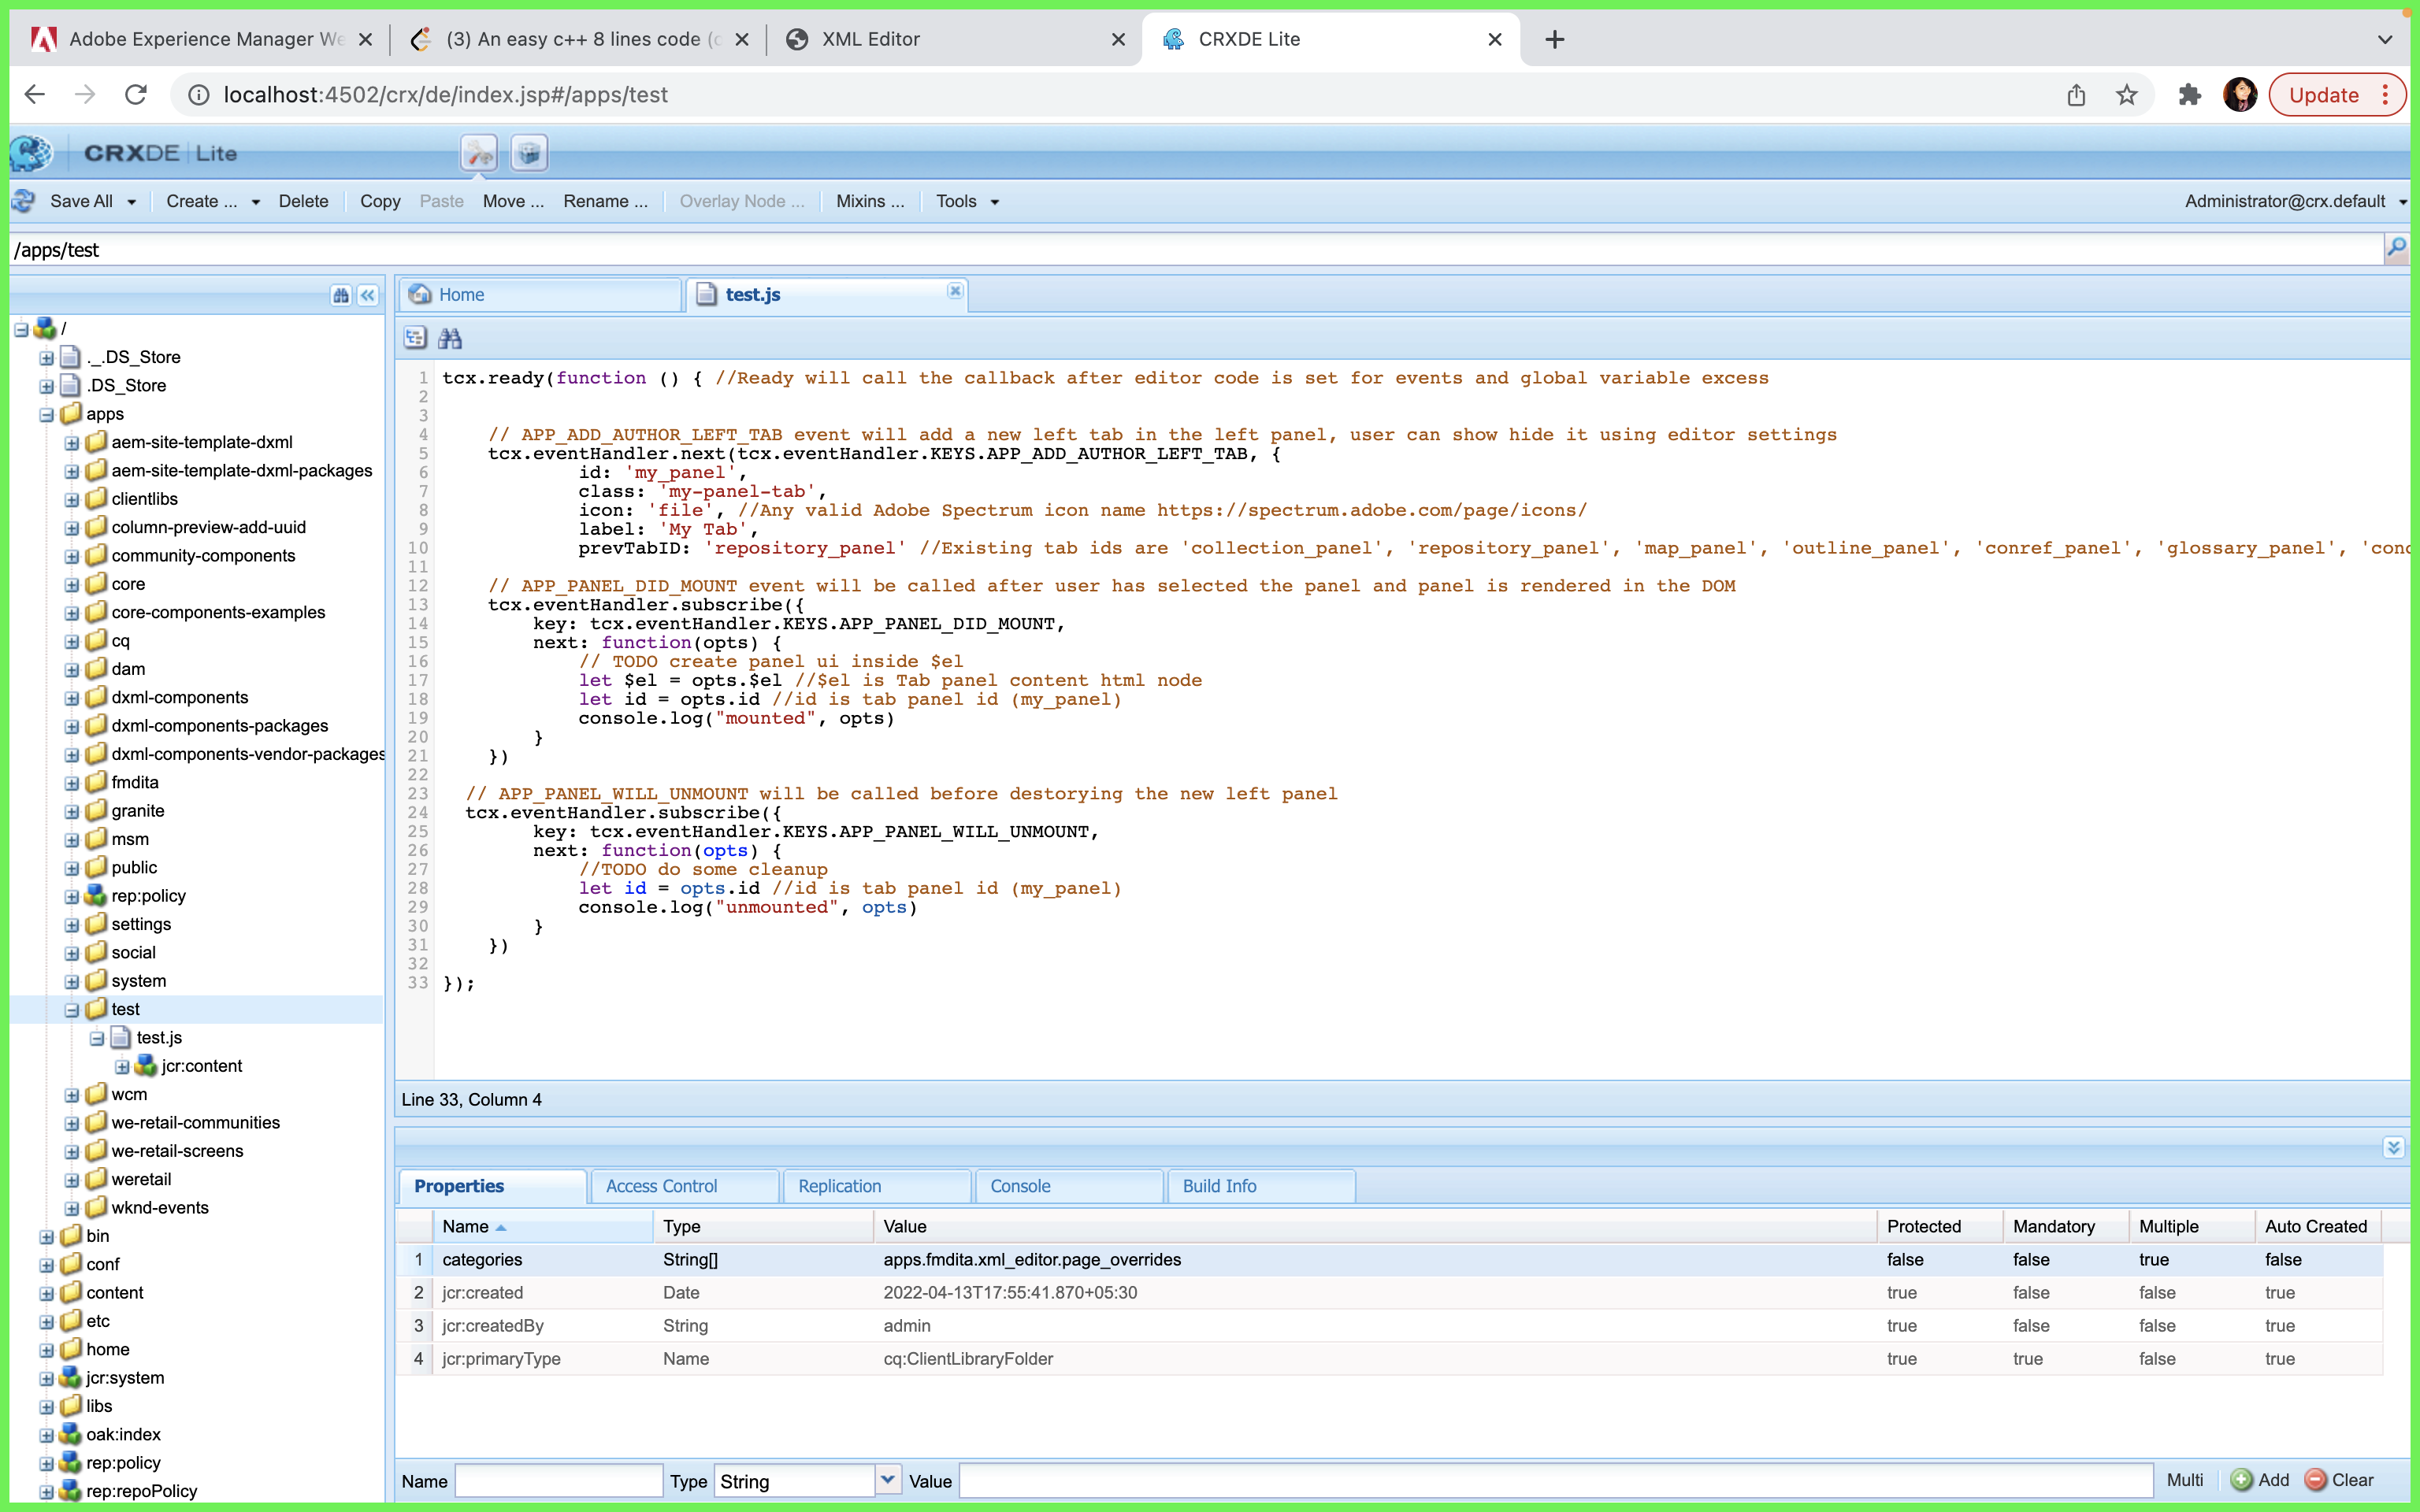 Adobe Experience Manager We
(3) An easy c++ 8 lines code (c
XML Editor
CRXDE Lite
localhost:4502/crx/de/index.jsp#/apps/test
Update
CRXDE Lite
Save All
Create ...
Delete
Copy
Paste
Move ...
Rename ...
Overlay Node ...
Mixins ...
Tools
Administrator@crx.default
/apps/test
/
._.DS_Store
.DS_Store
apps
aem-site-template-dxml
aem-site-template-dxml-packages
clientlibs
column-preview-add-uuid
community-components
core
core-components-examples
cq
dam
dxml-components
dxml-components-packages
dxml-components-vendor-packages
fmdita
granite
msm
public
rep:policy
settings
social
system
test
test.js
jcr:content
wcm
we-retail-communities
we-retail-screens
weretail
wknd-events
bin
conf
content
etc
home
jcr:system
libs
oak:index
rep:policy
rep:repoPolicy
Home
test.js
1 tcx.ready(function () { //Ready will call the callback after editor code is set for events and global variable excess
2
3
4 // APP_ADD_AUTHOR_LEFT_TAB event will add a new left tab in the left panel, user can show hide it using editor settings
5 tcx.eventHandler.next(tcx.eventHandler.KEYS.APP_ADD_AUTHOR_LEFT_TAB, {
6 id: 'my_panel',
7 class: 'my-panel-tab',
8 icon: 'file', //Any valid Adobe Spectrum icon name https://spectrum.adobe.com/page/icons/
9 label: 'My Tab',
10 prevTabID: 'repository_panel' //Existing tab ids are 'collection_panel', 'repository_panel', 'map_panel', 'outline_panel', 'conref_panel', 'glossary_panel', 'conc
11
12 // APP_PANEL_DID_MOUNT event will be called after user has selected the panel and panel is rendered in the DOM
13 tcx.eventHandler.subscribe({
14 key: tcx.eventHandler.KEYS.APP_PANEL_DID_MOUNT,
15 next: function(opts) {
16 // TODO create panel ui inside $el
17 let $el = opts.$el //$el is Tab panel content html node
18 let id = opts.id //id is tab panel id (my_panel)
19 console.log("mounted", opts)
20 }
21 })
22
23 // APP_PANEL_WILL_UNMOUNT will be called before destorying the new left panel
24 tcx.eventHandler.subscribe({
25 key: tcx.eventHandler.KEYS.APP_PANEL_WILL_UNMOUNT,
26 next: function(opts) {
27 //TODO do some cleanup
28 let id = opts.id //id is tab panel id (my_panel)
29 console.log("unmounted", opts)
30 }
31 })
32
33 });
Line 33, Column 4
Properties
Access Control
Replication
Console
Build Info
Name Type Value Protected Mandatory Multiple Auto Created
1 categories String[] apps.fmdita.xml_editor.page_overrides false false true false
2 jcr:created Date 2022-04-13T17:55:41.870+05:30 true false false true
3 jcr:createdBy String admin true false false true
4 jcr:primaryType Name cq:ClientLibraryFolder true true false true
Name Type String Value Multi Add Clear